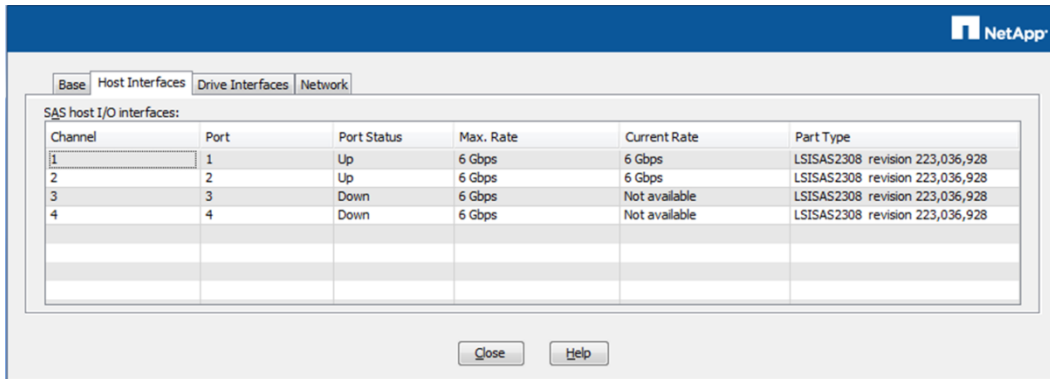 NetApp
Base Host Interfaces Drive Interfaces Network
SAS host I/O interfaces:
Channel Port Port Status Max. Rate Current Rate Part Type
1 1 Up 6 Gbps 6 Gbps LSISAS2308 revision 223,036,928
2 2 Up 6 Gbps 6 Gbps LSISAS2308 revision 223,036,928
3 3 Down 6 Gbps Not available LSISAS2308 revision 223,036,928
4 4 Down 6 Gbps Not available LSISAS2308 revision 223,036,928
Close Help